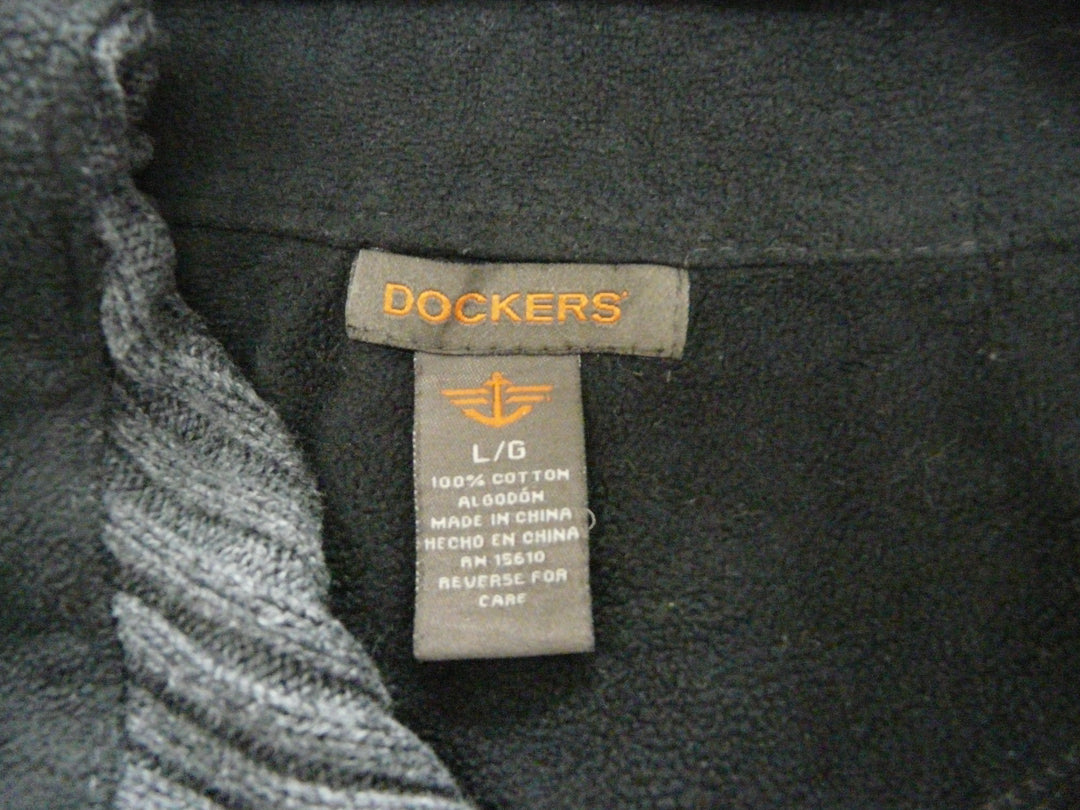 DOCKERS
L/G
100% COTTON
ALGODÓN
MADE IN CHINA
HECHO EN CHINA
RN 15610
REVERSE FOR
CARE